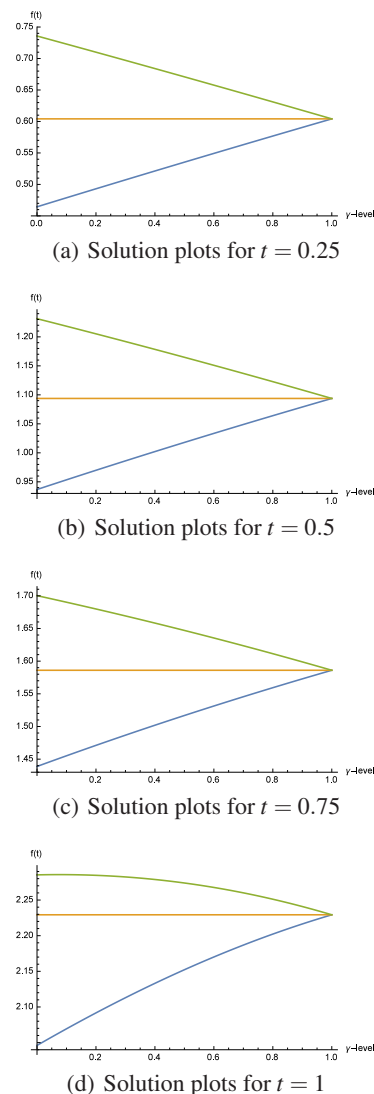 f(t)
0.75
0.70
0.65
0.60
0.55
0.50
0.0 0.2 0.4 0.6 0.8 1.0 γ-level
(a) Solution plots for t = 0.25
f(t)
1.20
1.15
1.10
1.05
1.00
0.95
0.2 0.4 0.6 0.8 1.0 γ-level
(b) Solution plots for t = 0.5
f(t)
1.70
1.65
1.60
1.55
1.50
1.45
0.2 0.4 0.6 0.8 1.0 γ-level
(c) Solution plots for t = 0.75
f(t)
2.25
2.20
2.15
2.10
0.2 0.4 0.6 0.8 1.0 γ-level
(d) Solution plots for t = 1